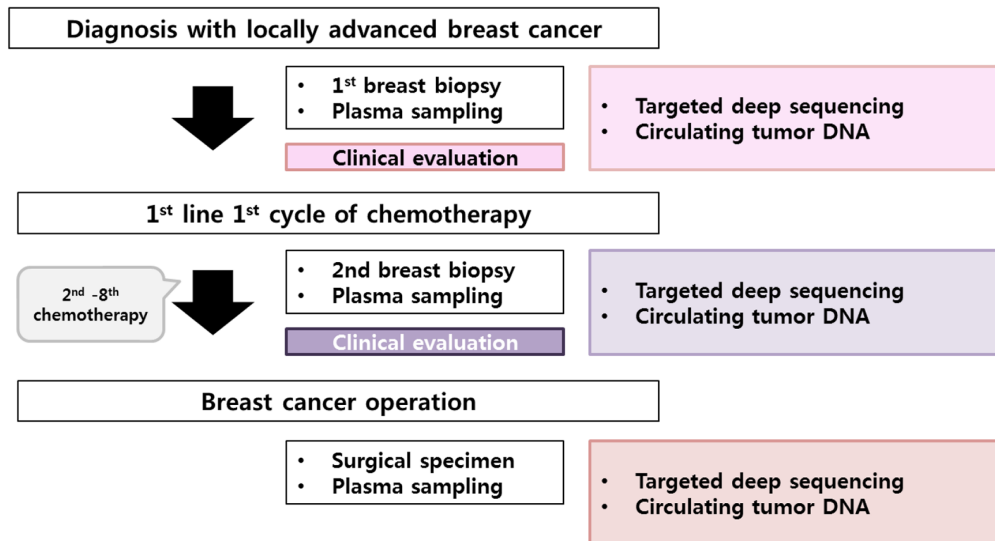 Diagnosis with locally advanced breast cancer
• 1st breast biopsy
• Plasma sampling
Clinical evaluation
• Targeted deep sequencing
• Circulating tumor DNA
1st line 1st cycle of chemotherapy
2nd -8th
chemotherapy
• 2nd breast biopsy
• Plasma sampling
Clinical evaluation
• Targeted deep sequencing
• Circulating tumor DNA
Breast cancer operation
• Surgical specimen
• Plasma sampling
• Targeted deep sequencing
• Circulating tumor DNA